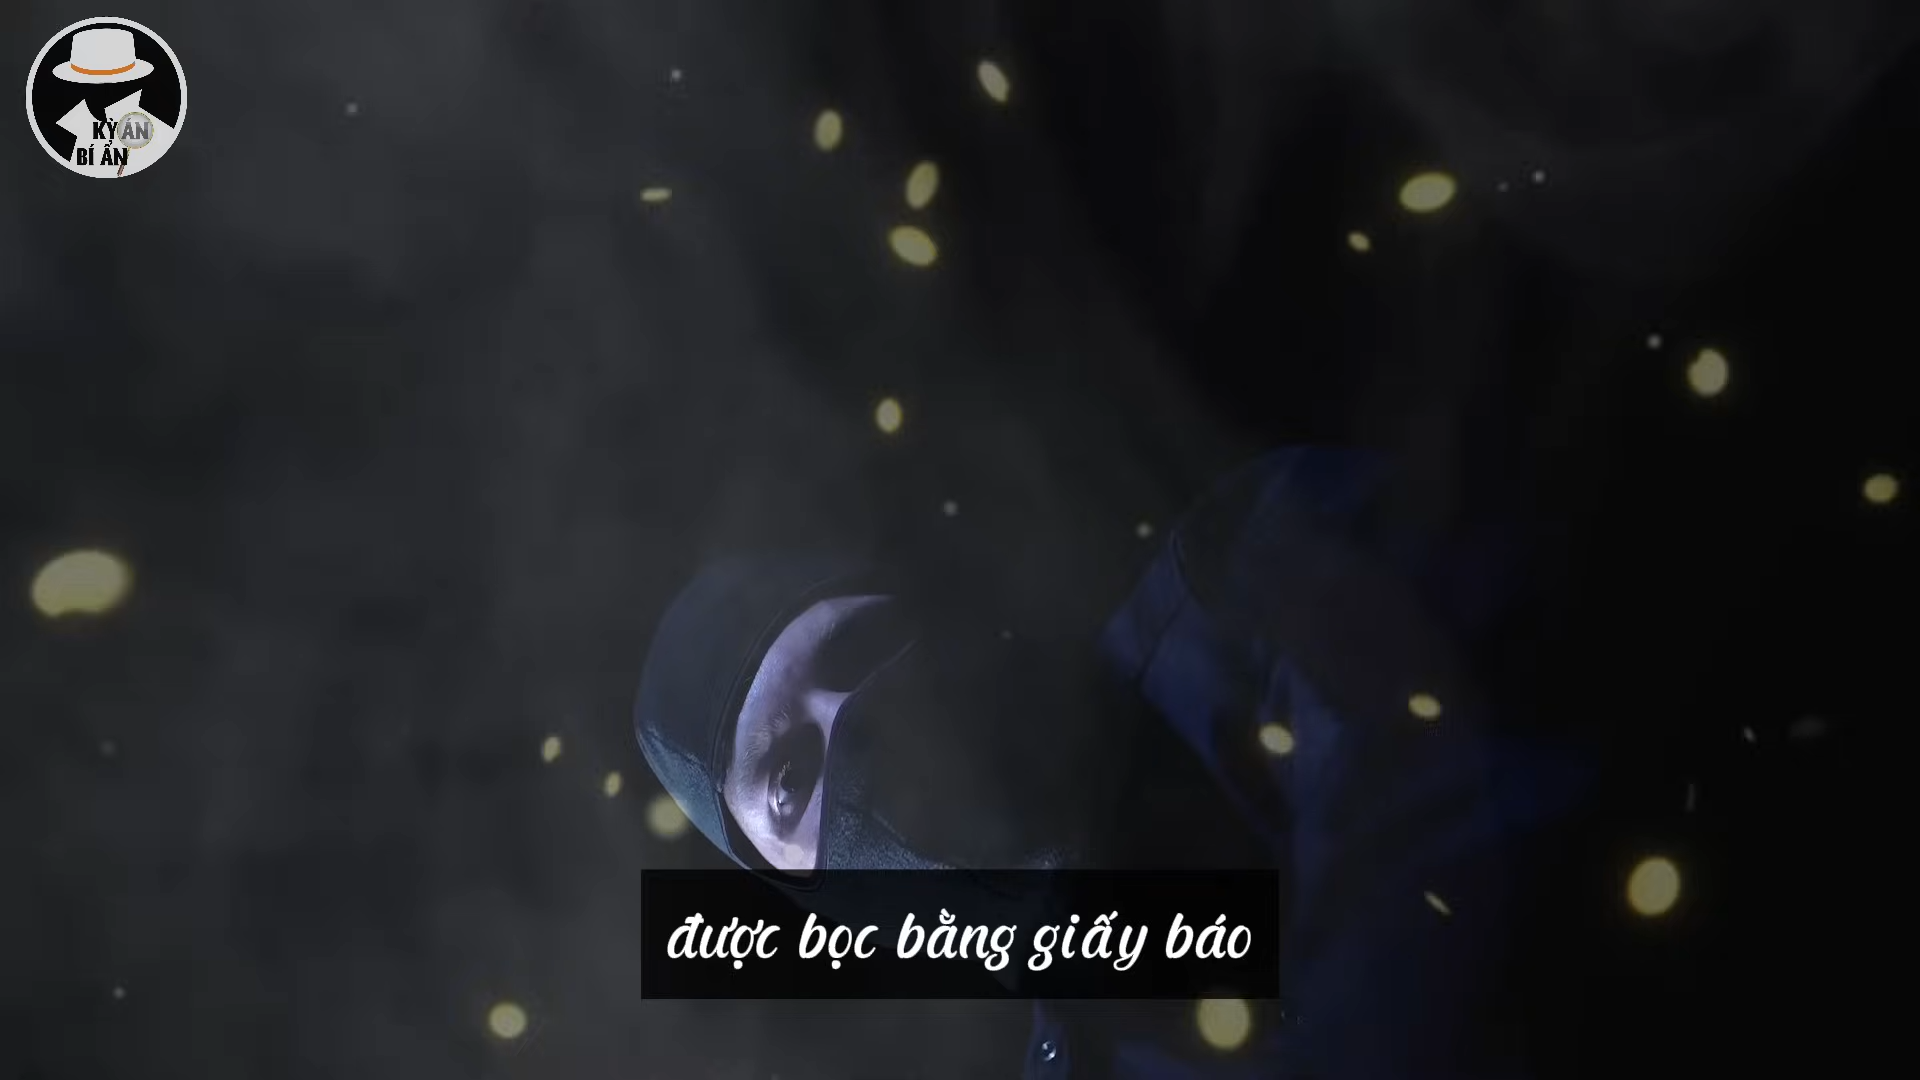 KỲ ÁN
BÍ ẨN
được bọc bằng giấy báo